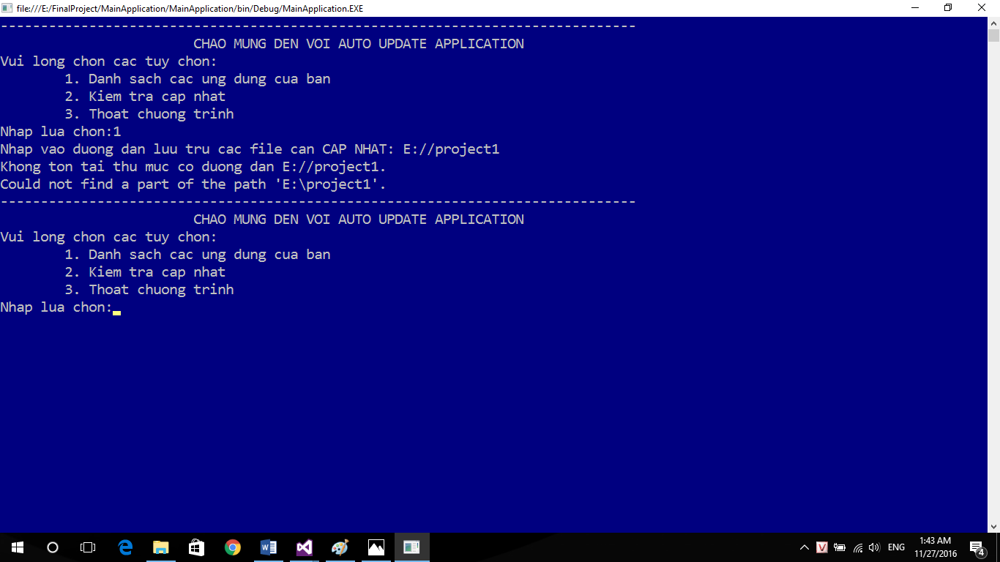 file:///E:/FinalProject/MainApplication/MainApplication/bin/Debug/MainApplication.EXE
-------------------------------------------------------------------------------
CHAO MUNG DEN VOI AUTO UPDATE APPLICATION
Vui long chon cac tuy chon:
1. Danh sach cac ung dung cua ban
2. Kiem tra cap nhat
3. Thoat chuong trinh
Nhap lua chon:1
Nhap vao duong dan luu tru cac file can CAP NHAT: E://project1
Khong ton tai thu muc co duong dan E://project1.
Could not find a part of the path 'E:\project1'.
-------------------------------------------------------------------------------
CHAO MUNG DEN VOI AUTO UPDATE APPLICATION
Vui long chon cac tuy chon:
1. Danh sach cac ung dung cua ban
2. Kiem tra cap nhat
3. Thoat chuong trinh
Nhap lua chon:
V ENG 1:43 AM
11/27/2016 4